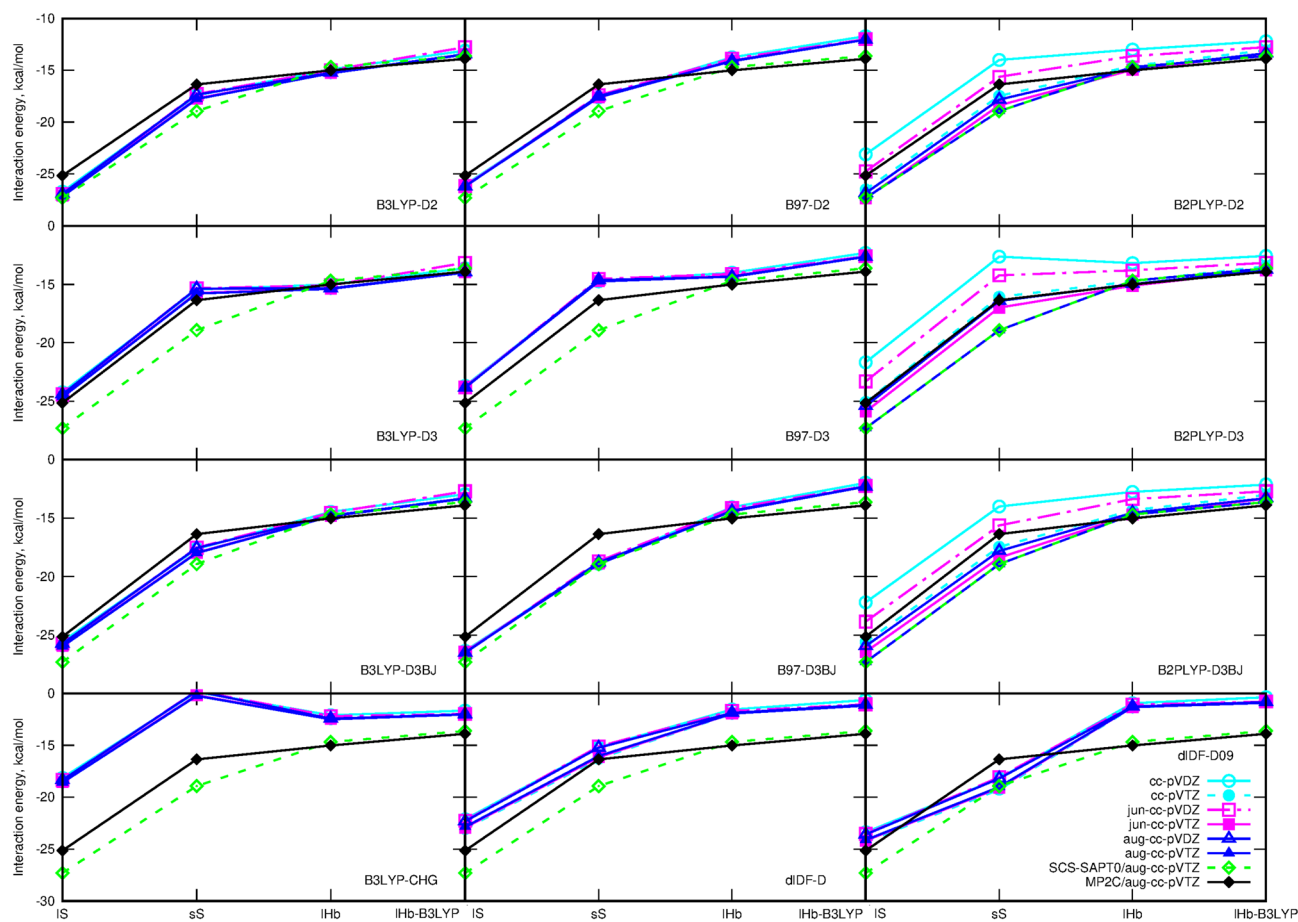 -10
-15
-20
-25
0
Interaction energy, kcal/mol
B3LYP-D2
B97-D2
B2PLYP-D2
-15
-20
-25
0
Interaction energy, kcal/mol
B3LYP-D3
B97-D3
B2PLYP-D3
-15
-20
-25
0
Interaction energy, kcal/mol
B3LYP-D3BJ
B97-D3BJ
B2PLYP-D3BJ
-15
-20
-25
-30
Interaction energy, kcal/mol
B3LYP-CHG
dlDF-D
dlDF-D09
cc-pVDZ
cc-pVTZ
jun-cc-pVDZ
jun-cc-pVTZ
aug-cc-pVDZ
aug-cc-pVTZ
SCS-SAPT0/aug-cc-pVTZ
MP2C/aug-cc-pVTZ
lS sS lHb lHb-B3LYP lS sS lHb lHb-B3LYP lS sS lHb lHb-B3LYP